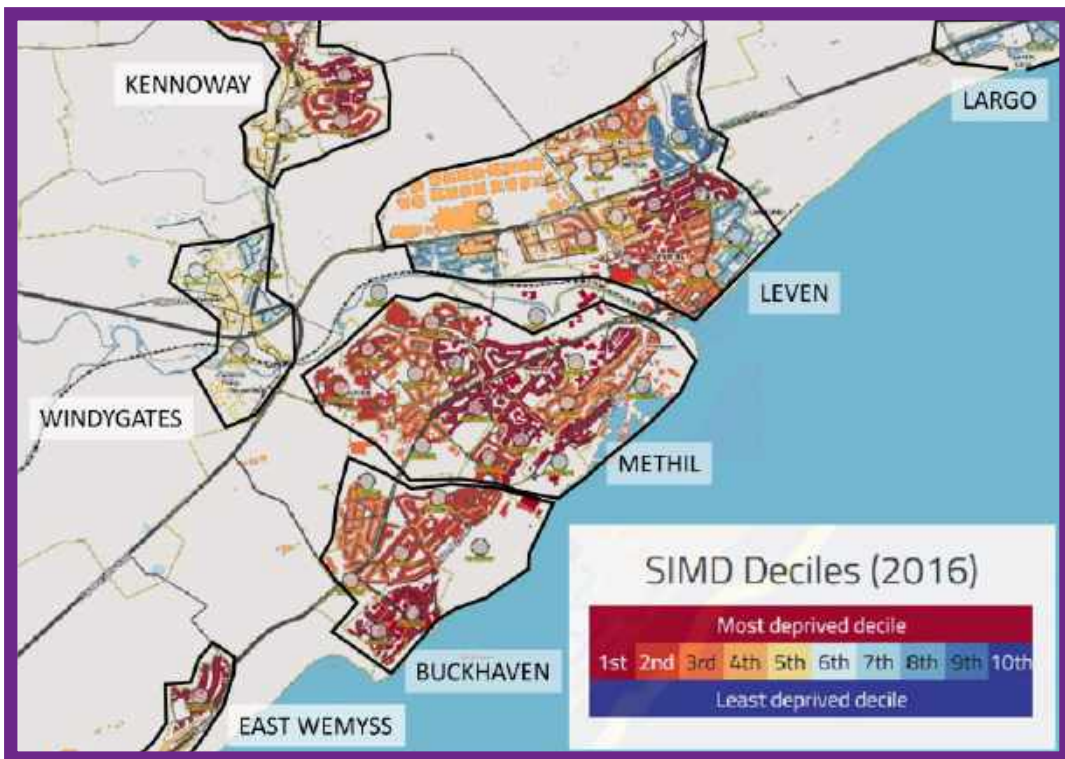 KENNOWAY
LARGO
LEVEN
WINDYGATES
METHIL
BUCKHAVEN
EAST WEMYSS
SIMD Deciles (2016)
Most deprived decile
1st 2nd 3rd 4th 5th 6th 7th 8th 9th 10th
Least deprived decile